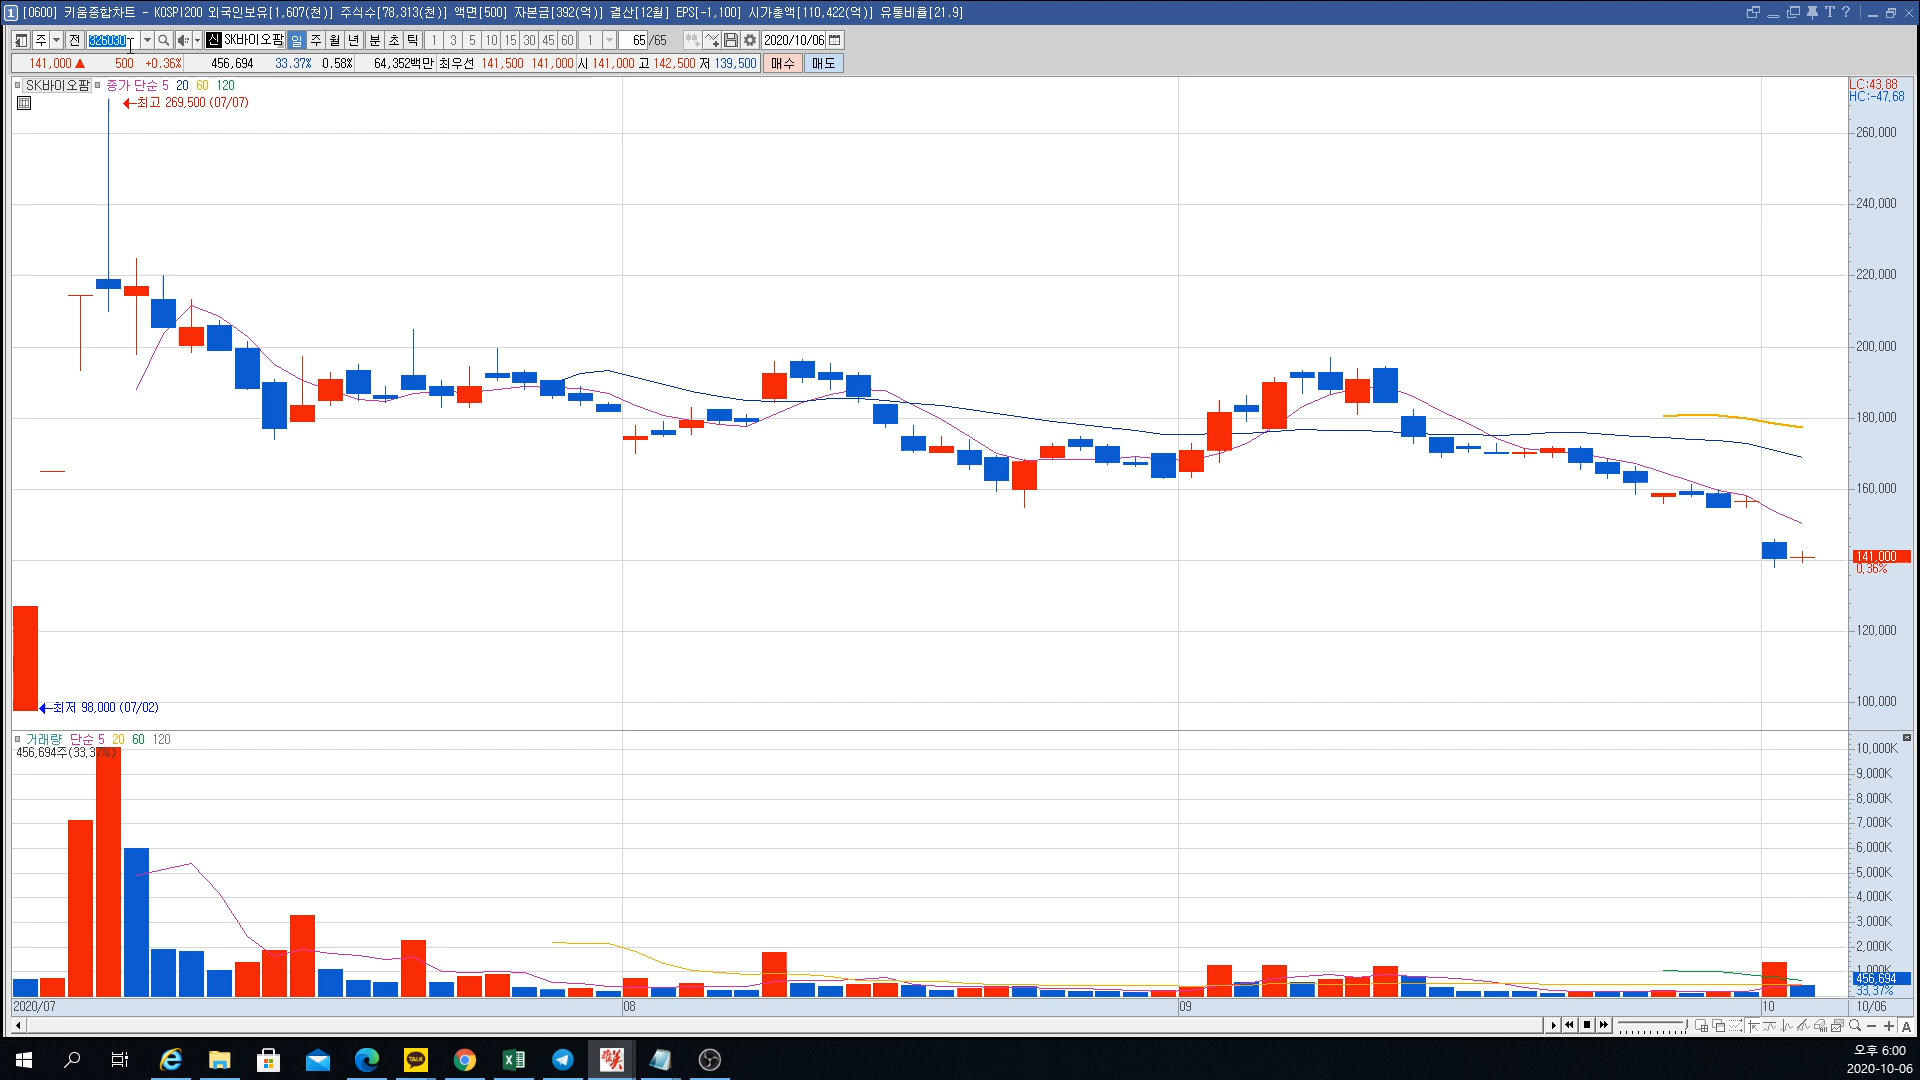 1 [0600] 키움종합차트 - KOSPI200 외국인보유[1,607(천)] 주식수[78,313(천)] 액면[500] 자본금[392(억)] 결산[12월] EPS[-1,100] 시가총액[110,422(억)] 유통비율[21.9]
주 전 326030 신 SK바이오팜 일 주 월 년 분 초 틱 1 3 5 10 15 30 45 60 1 65 /65 2020/10/06
141,000 ▲ 500 +0.36% 456,694 33.37% 0.58% 64,352백만 최우선 141,500 141,000 시 141,000 고 142,500 저 139,500 매수 매도
SK바이오팜 종가 단순 5 20 60 120
LC:43.88
HC:-47.68
최고 269,500 (07/07)
260,000
240,000
220,000
200,000
180,000
160,000
141,000
0.36%
120,000
최저 98,000 (07/02)
100,000
거래량 단순 5 20 60 120
456,694주(33.37%)
10,000K
9,000K
8,000K
7,000K
6,000K
5,000K
4,000K
3,000K
2,000K
1,000K
456,694
33.37%
2020/07 08 09 10 10/06
A
TALK
오후 6:00
2020-10-06